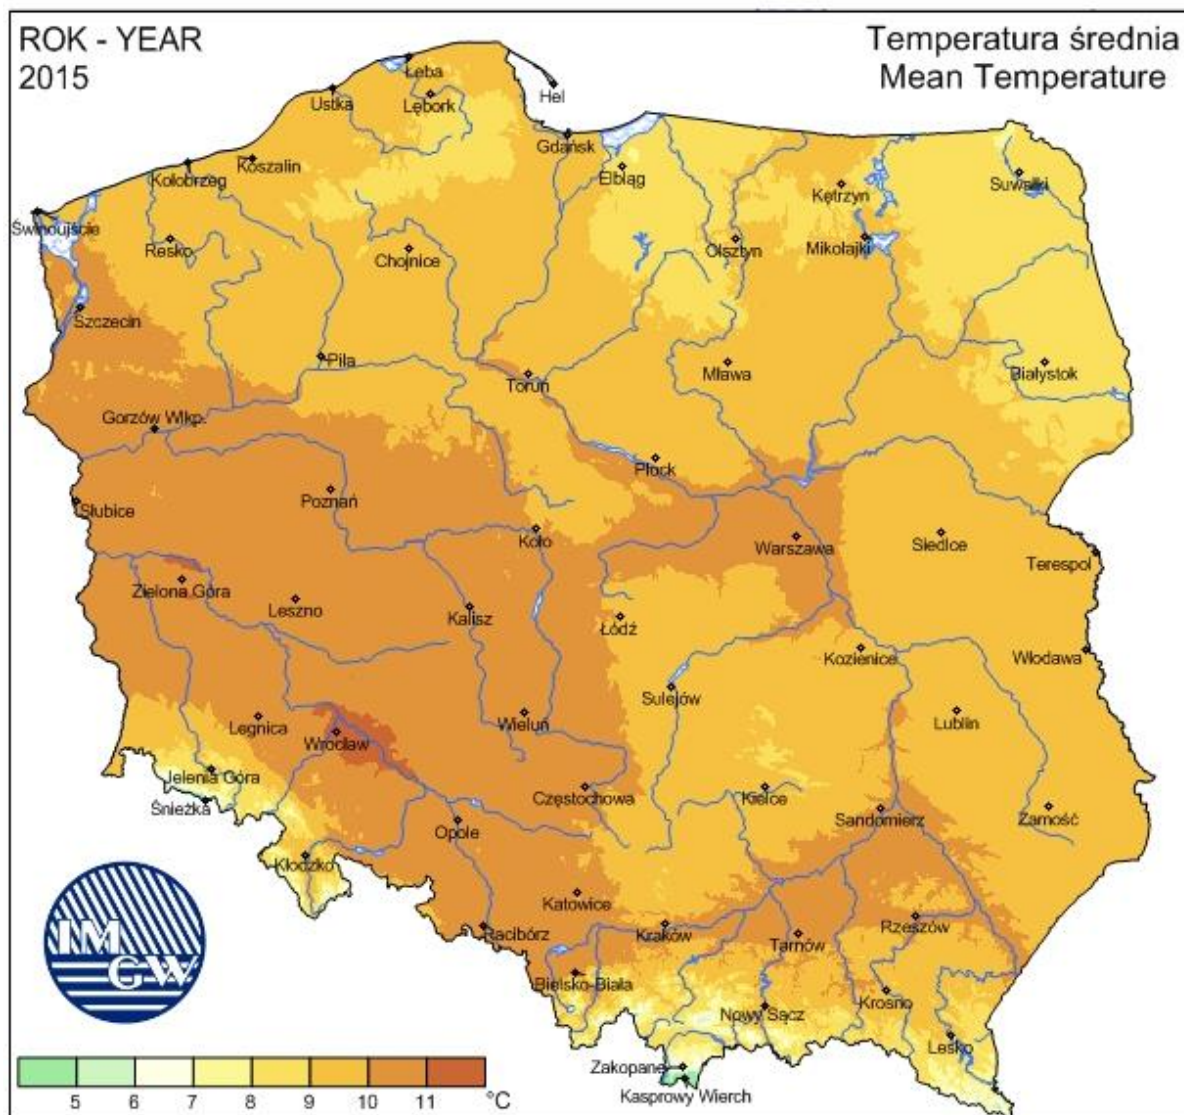 ROK - YEAR
2015
Temperatura średnia
Mean Temperature
Łeba
Hel
Ustka
Lębork
Gdańsk
Koszalin
Kołobrzeg
Elbląg
Kętrzyn
Suwałki
Świnoujście
Resko
Chojnice
Olsztyn
Mikołajki
Szczecin
Piła
Toruń
Mława
Białystok
Gorzów Wlkp.
Płock
Słubice
Poznań
Koło
Warszawa
Siedlce
Terespol
Zielona Góra
Leszno
Kalisz
Łódź
Kozienice
Włodawa
Sulejów
Legnica
Wrocław
Wieluń
Lublin
Jelenia Góra
Śnieżka
Częstochowa
Kielce
Sandomierz
Zamość
Opole
Kłodzko
Katowice
Racibórz
Kraków
Tarnów
Rzeszów
Bielsko-Biała
Nowy Sącz
Krosno
Lesko
Zakopane
Kasprowy Wierch
IM
GW
5 6 7 8 9 10 11 °C